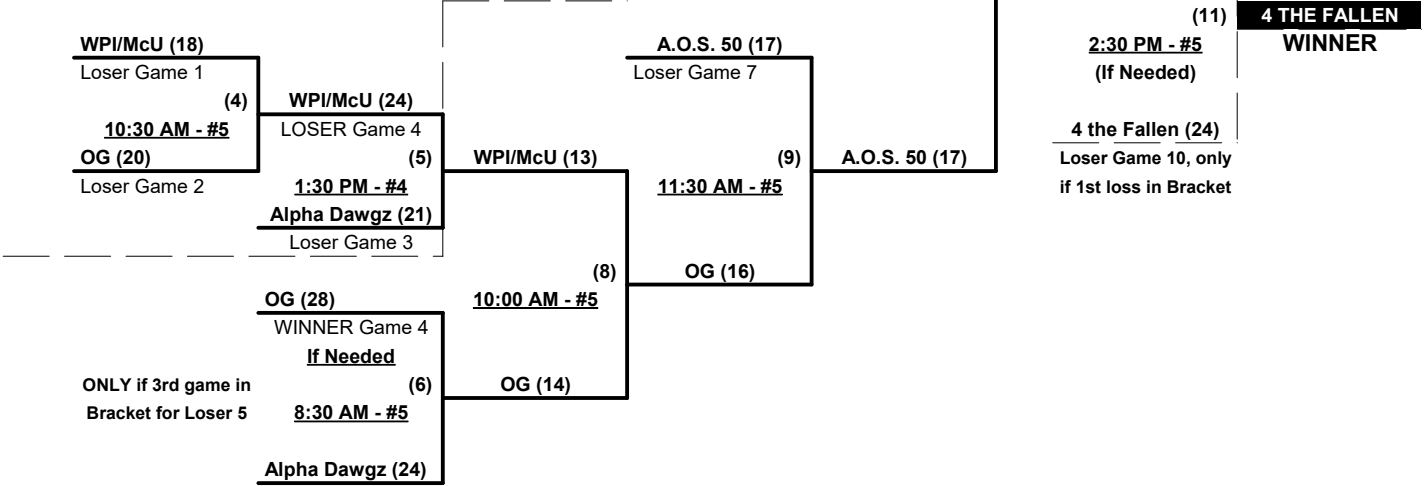 (11)
4 THE FALLEN
WPI/McU (18)
A.O.S. 50 (17)
2:30 PM - #5
WINNER
Loser Game 1
Loser Game 7
(If Needed)
(4)
WPI/McU (24)
10:30 AM - #5
LOSER Game 4
4 the Fallen (24)
OG (20)
(5)
WPI/McU (13)
(9)
A.O.S. 50 (17)
Loser Game 10, only
Loser Game 2
1:30 PM - #4
11:30 AM - #5
if 1st loss in Bracket
Alpha Dawgz (21)
Loser Game 3
(8)
OG (16)
OG (28)
10:00 AM - #5
WINNER Game 4
If Needed
ONLY if 3rd game in
(6)
OG (14)
Bracket for Loser 5
8:30 AM - #5
Alpha Dawgz (24)